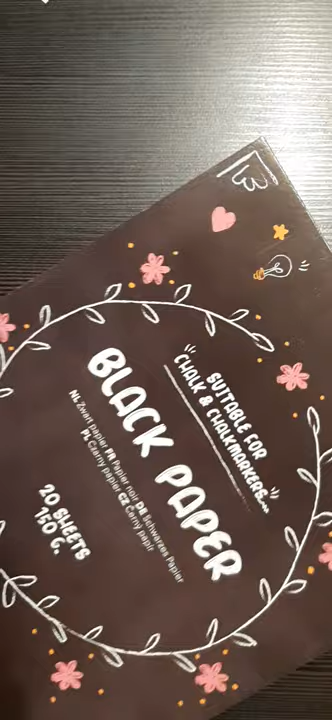 "SUITABLE FOR
CHALK & CHALKMARKERS..."
BLACK PAPER
NL Zwart papier FR Papier noir DE Schwarzes Papier
PL Czarny papier CZ Černý papír
20 SHEETS
150 G.